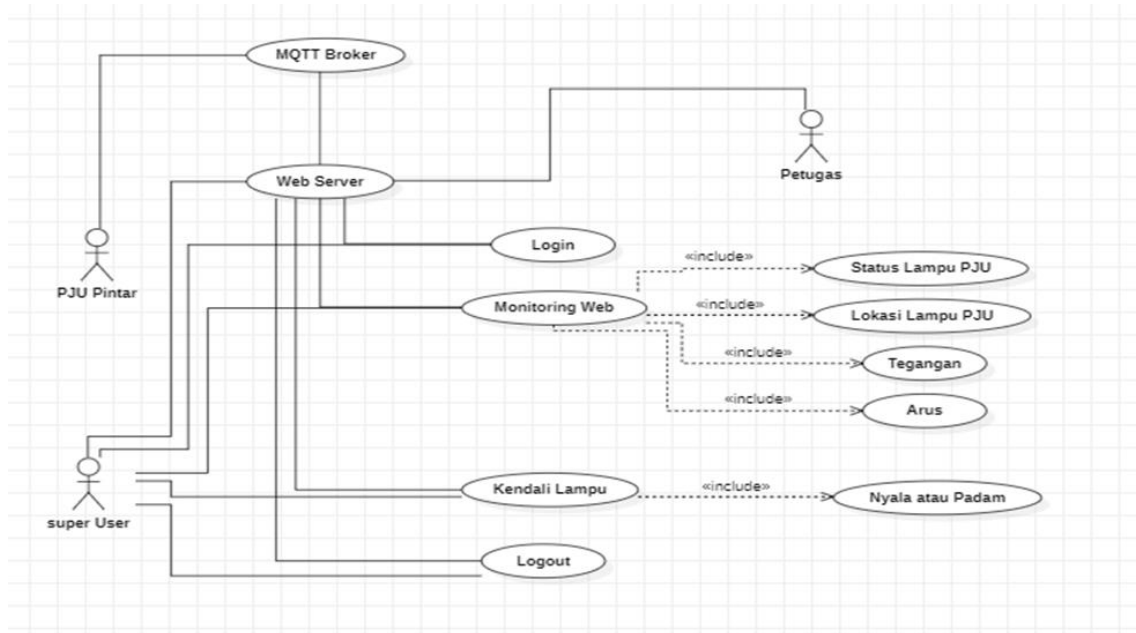 MQTT Broker
Petugas
Web Server
PJU Pintar
Login
«include»
Status Lampu PJU
Monitoring Web
«include»
Lokasi Lampu PJU
«include»
Tegangan
«include»
Arus
super User
Kendali Lampu
«include»
Nyala atau Padam
Logout